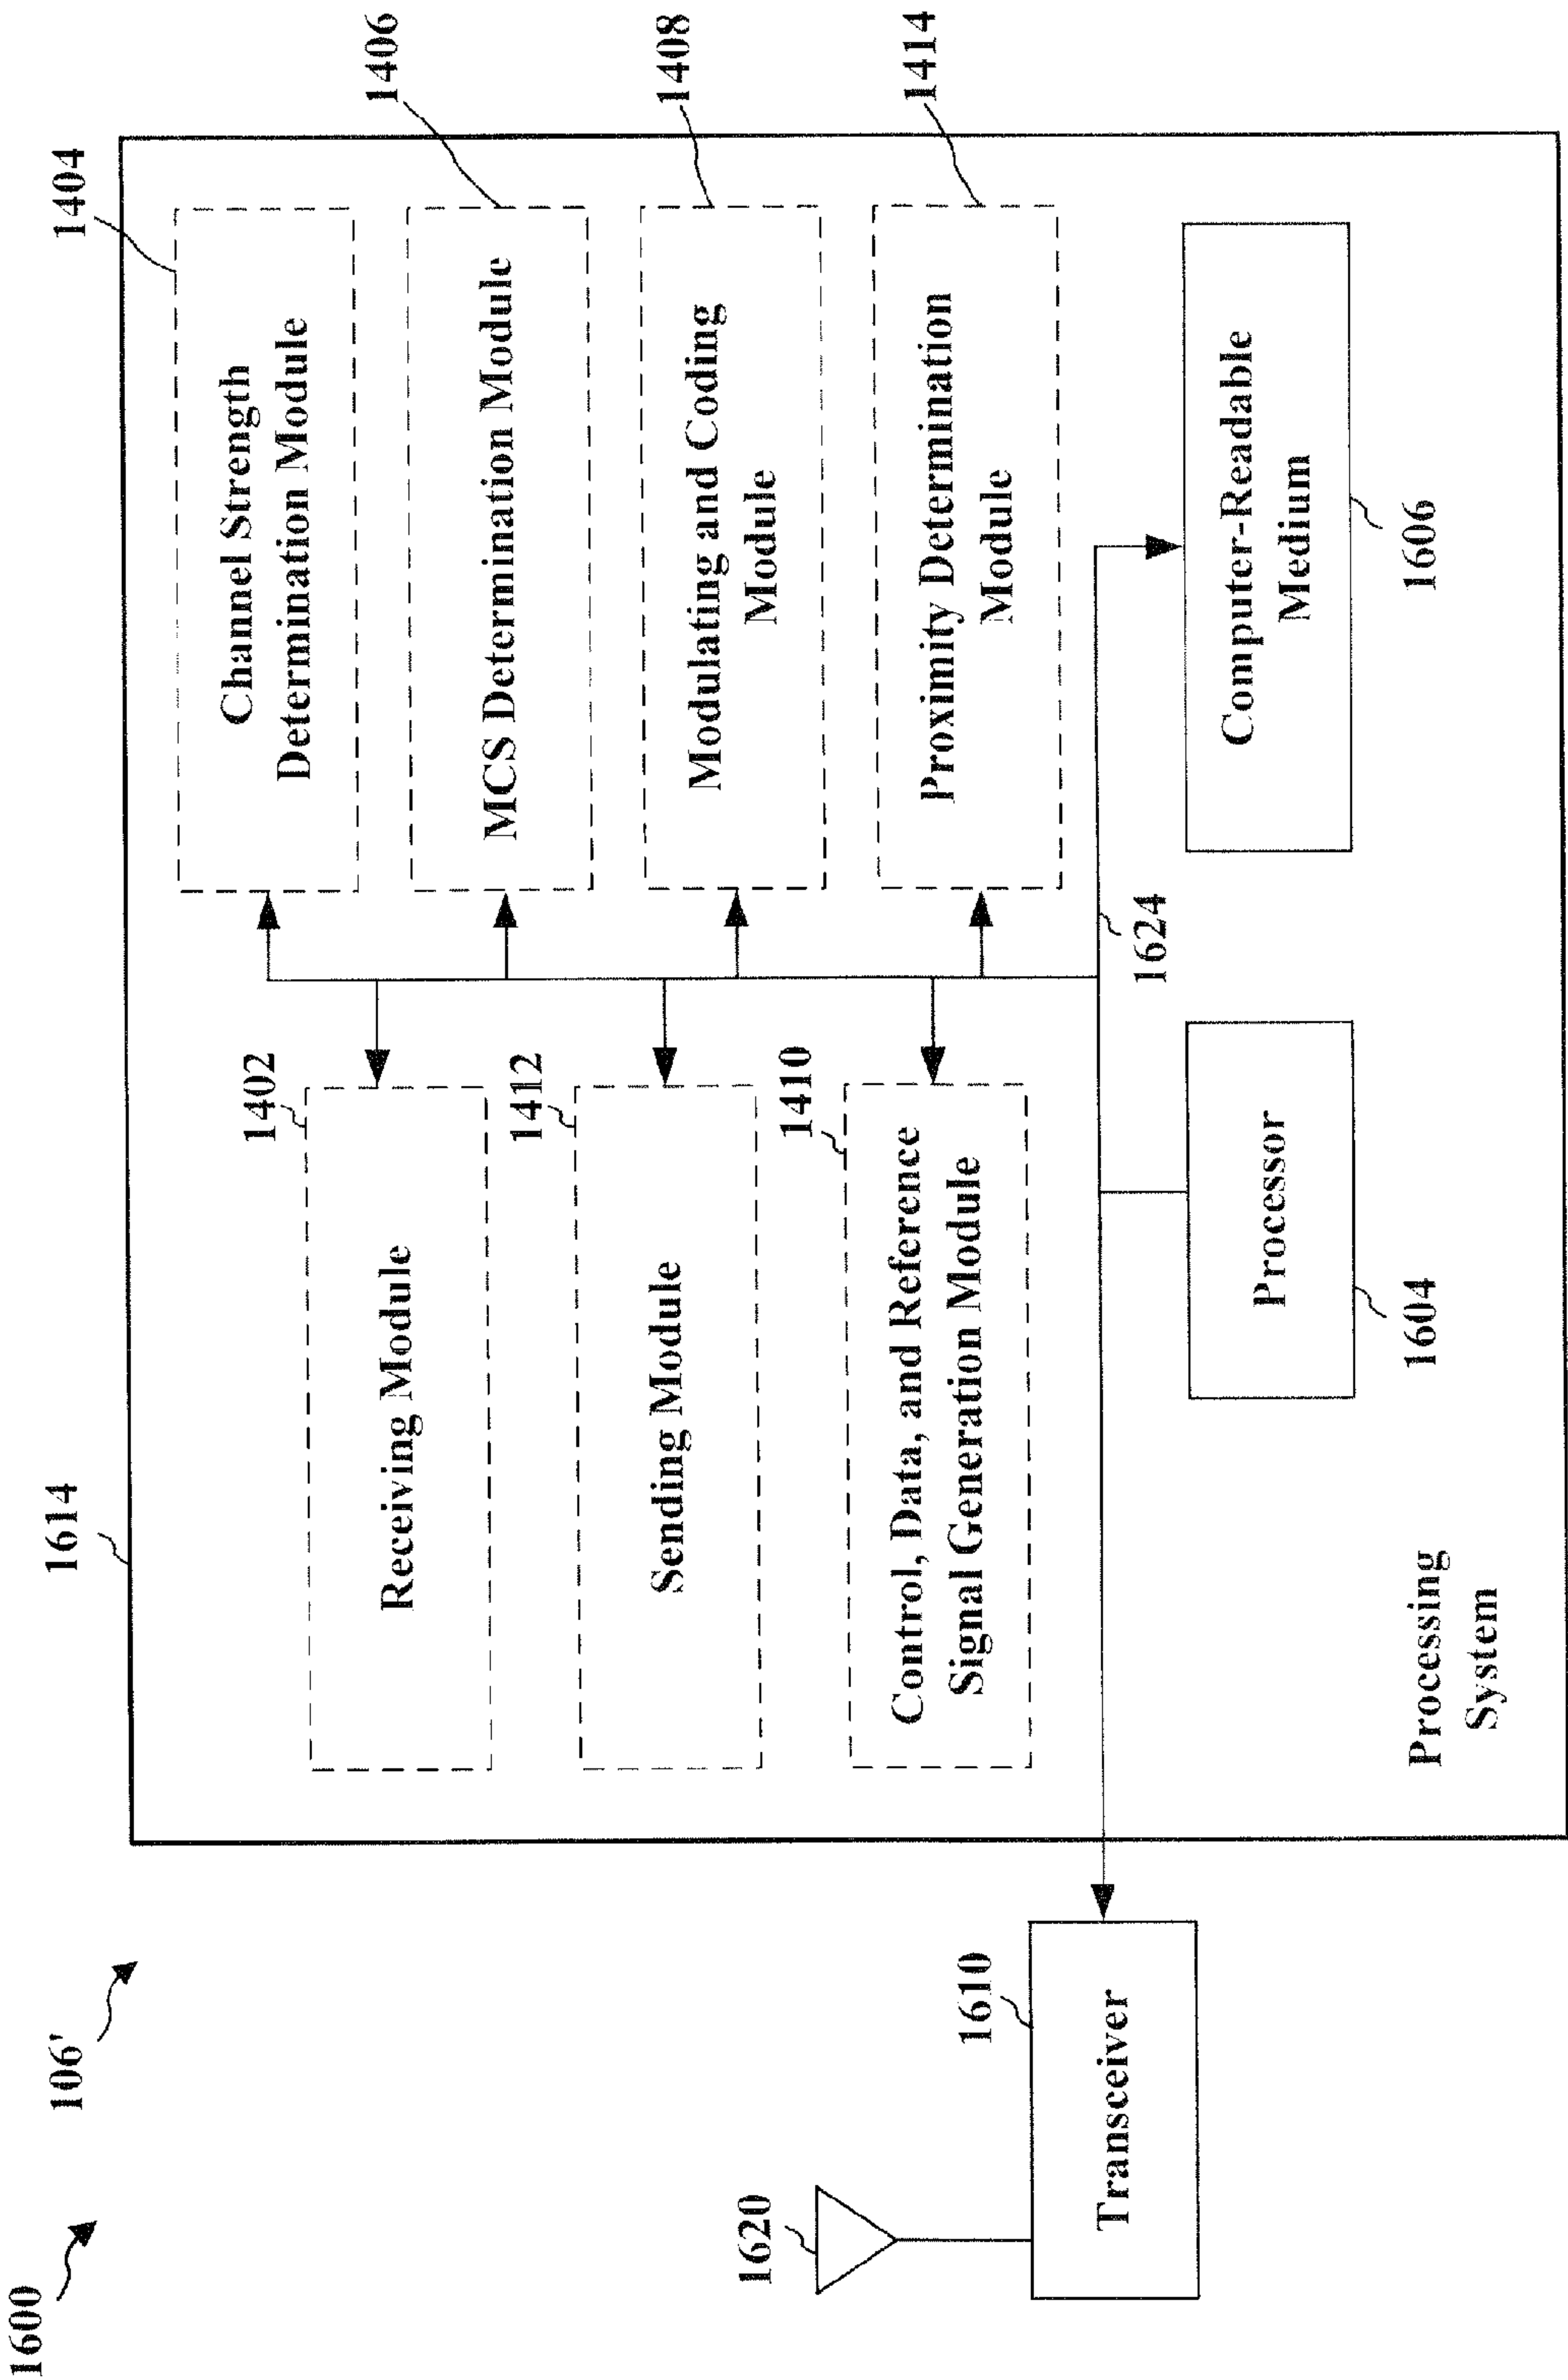 1600
106'
1614
1404
1402
Receiving Module
Channel Strength
Determination Module
1406
MCS Determination Module
1412
Sending Module
1408
Modulating and Coding
Module
1410
Control, Data, and Reference
Signal Generation Module
1414
Proximity Determination
Module
1620
1610
Transceiver
1624
Processor
1604
Computer-Readable
Medium
1606
Processing
System